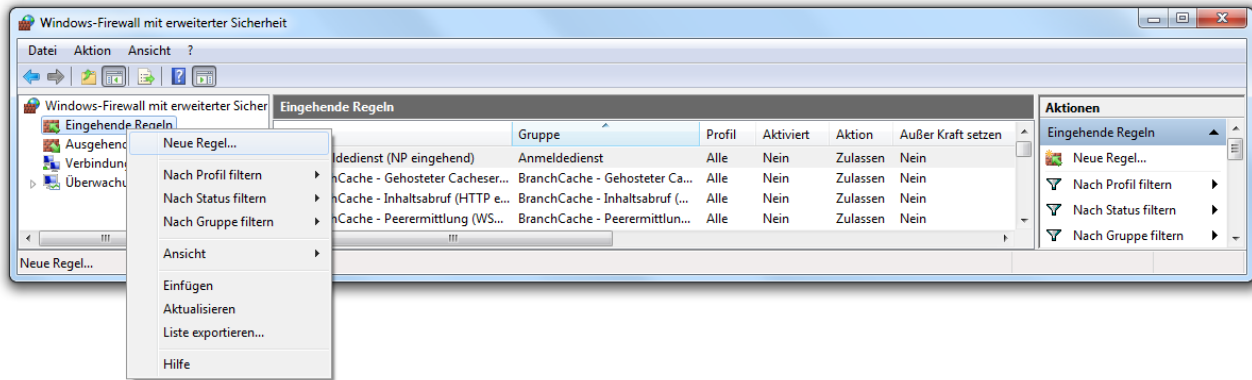 Windows-Firewall mit erweiterter Sicherheit
Datei Aktion Ansicht ?
Windows-Firewall mit erweiterter Sicher
Eingehende Regeln
Ausgehend
Verbindung
Überwachu
Neue Regel...
Nach Profil filtern
Nach Status filtern
Nach Gruppe filtern
Ansicht
Einfügen
Aktualisieren
Liste exportieren...
Hilfe
Eingehende Regeln
Gruppe Profil Aktiviert Aktion Außer Kraft setzen
ldedienst (NP eingehend) Anmeldedienst Alle Nein Zulassen Nein
hCache - Gehosteter Cacheser... BranchCache - Gehosteter Ca... Alle Nein Zulassen Nein
hCache - Inhaltsabruf (HTTP e... BranchCache - Inhaltsabruf (... Alle Nein Zulassen Nein
hCache - Peerermittlung (WS... BranchCache - Peerermittlun... Alle Nein Zulassen Nein
Aktionen
Eingehende Regeln
Neue Regel...
Nach Profil filtern
Nach Status filtern
Nach Gruppe filtern
Neue Regel...